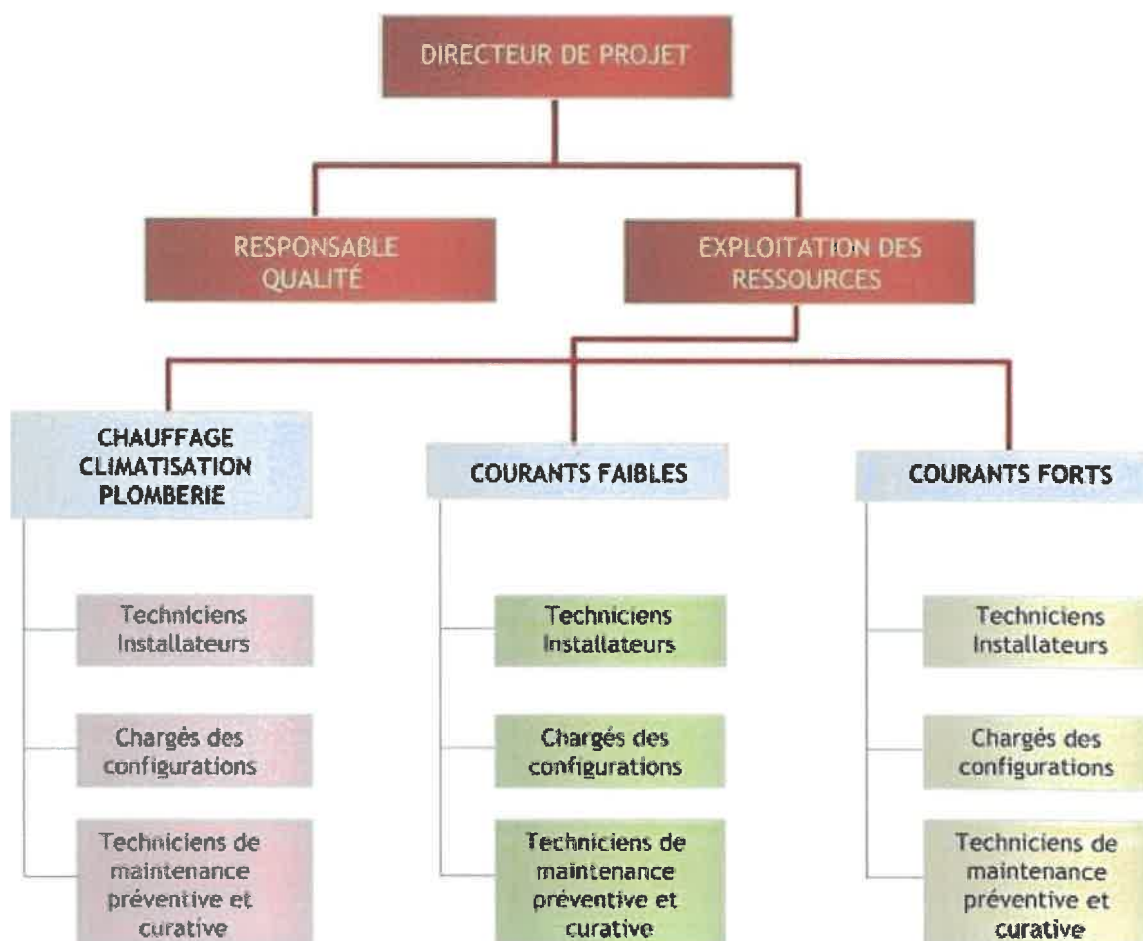 DIRECTEUR DE PROJET
RESPONSABLE
QUALITÉ
EXPLOITATION DES
RESSOURCES
CHAUFFAGE
CLIMATISATION
PLOMBERIE
COURANTS FAIBLES
COURANTS FORTS
Techniciens
Installateurs
Techniciens
Installateurs
Techniciens
Installateurs
Chargés des
configurations
Chargés des
configurations
Chargés des
configurations
Techniciens de
maintenance
préventive et
curative
Techniciens de
maintenance
préventive et
curative
Techniciens de
maintenance
préventive et
curative